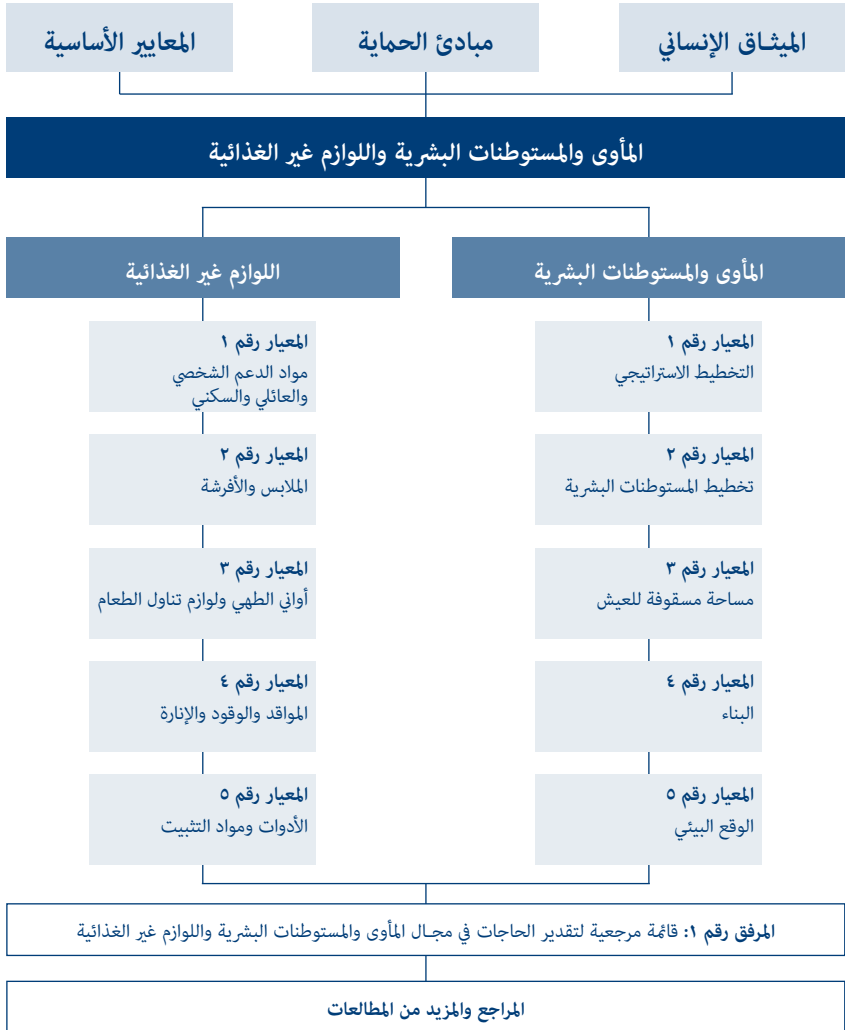 الميثـاق الإنساني
مبادئ الحماية
المعايير الأساسية
المأوى والمستوطنات البشرية واللوازم غير الغذائية
المأوى والمستوطنات البشرية
المعيار رقم ١
التخطيط الاستراتيجي
المعيار رقم ٢
تخطيط المستوطنات البشرية
المعيار رقم ٣
مساحة مسقوفة للعيش
المعيار رقم ٤
البناء
المعيار رقم ٥
الوقع البيئي
اللوازم غير الغذائية
المعيار رقم ١
مواد الدعم الشخصي
والعائلي والسكني
المعيار رقم ٢
الملابس والأفرشة
المعيار رقم ٣
أواني الطهي ولوازم تناول الطعام
المعيار رقم ٤
المواقد والوقود والإنارة
المعيار رقم ٥
الأدوات ومواد التثبيت
المرفق رقم ١: قائمة مرجعية لتقدير الحاجات في مجـال المأوى والمستوطنات البشرية واللوازم غير الغذائية
المراجع والمزيد من المطالعات